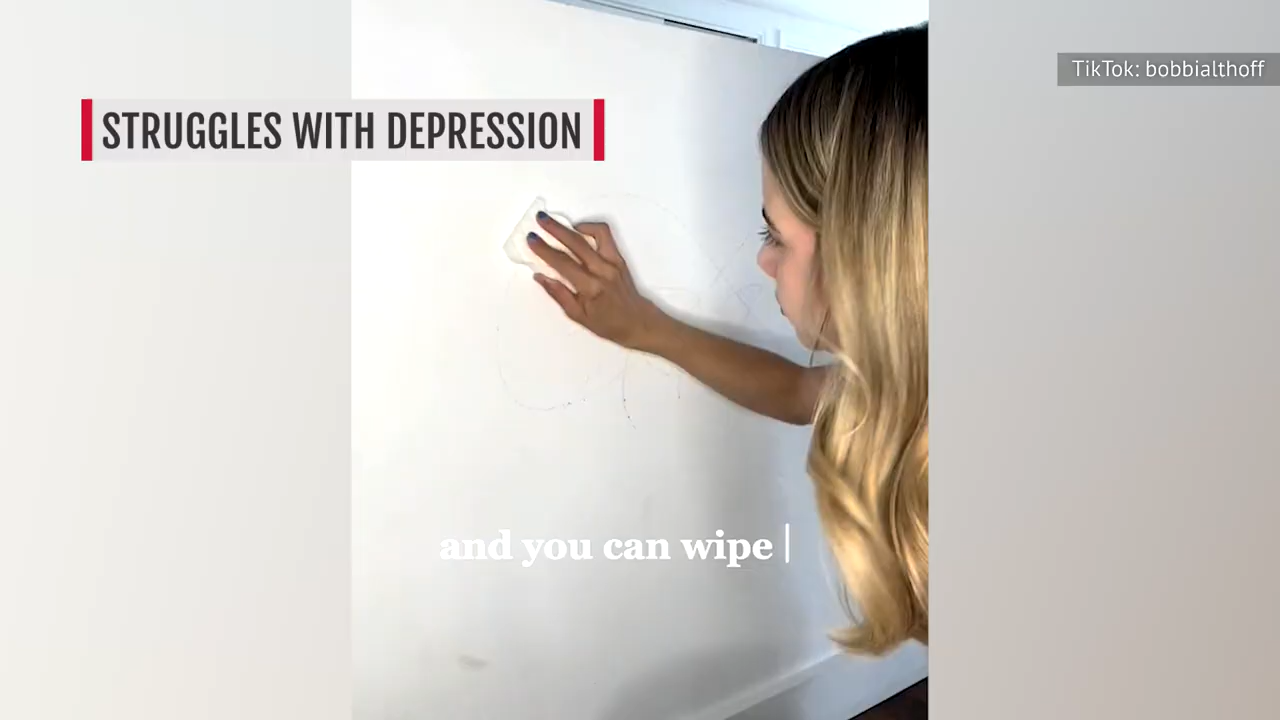 TikTok: bobbialthoff
STRUGGLES WITH DEPRESSION
and you can wipe